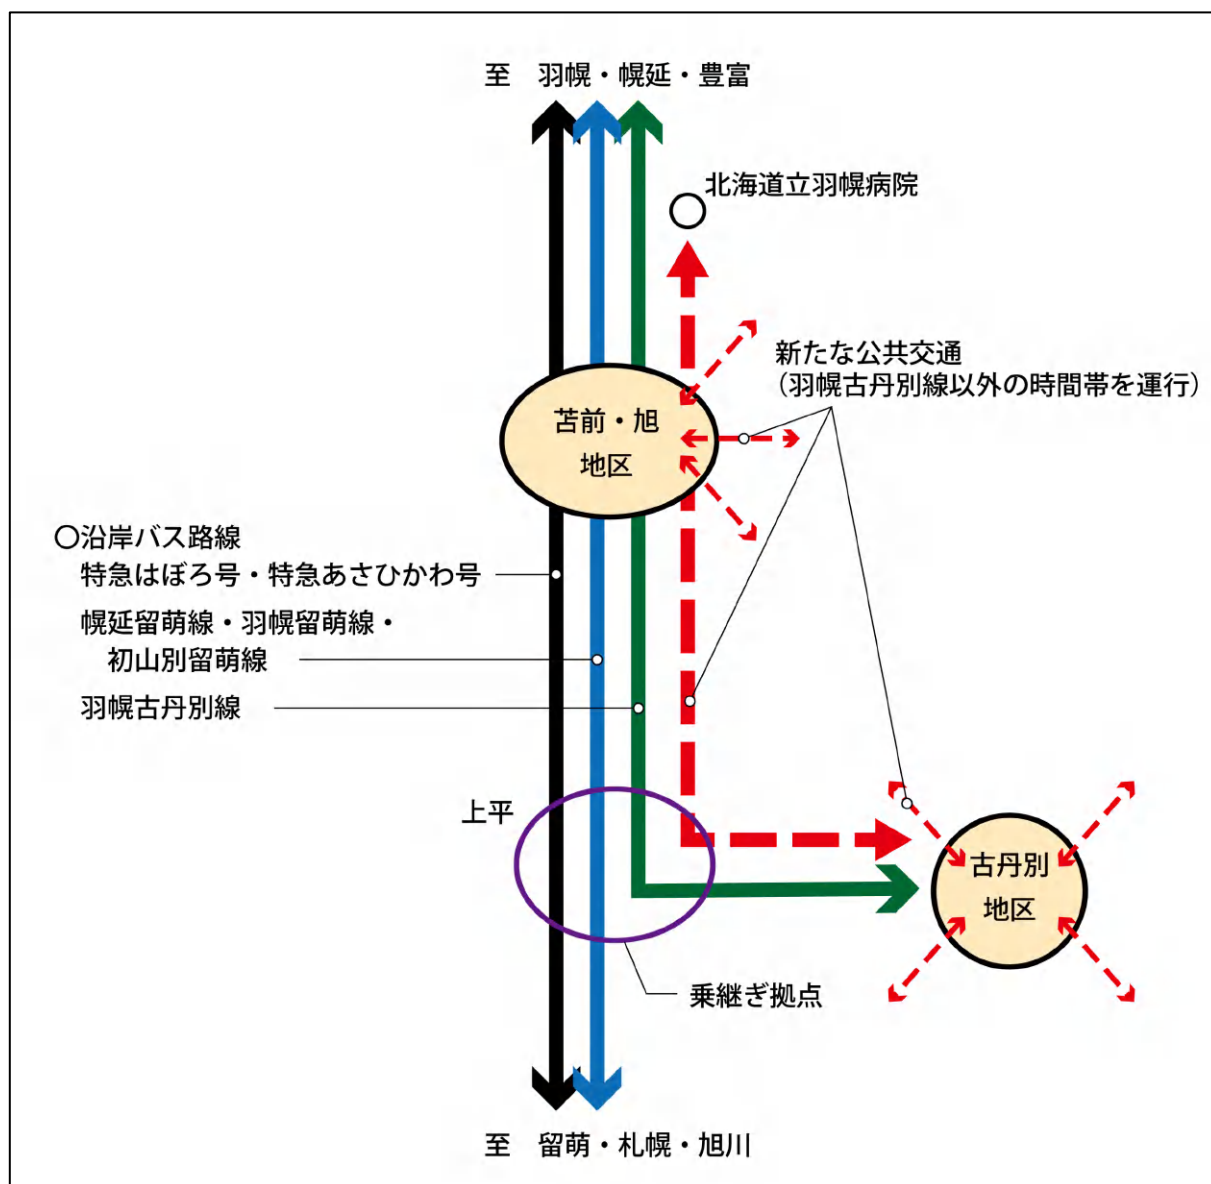 至　羽幌・幌延・豊富
北海道立羽幌病院
新たな公共交通
（羽幌古丹別線以外の時間帯を運行）
苫前・旭
地区
〇沿岸バス路線
特急はぼろ号・特急あさひかわ号
幌延留萌線・羽幌留萌線・
初山別留萌線
羽幌古丹別線
上平
古丹別
地区
乗継ぎ拠点
至　留萌・札幌・旭川